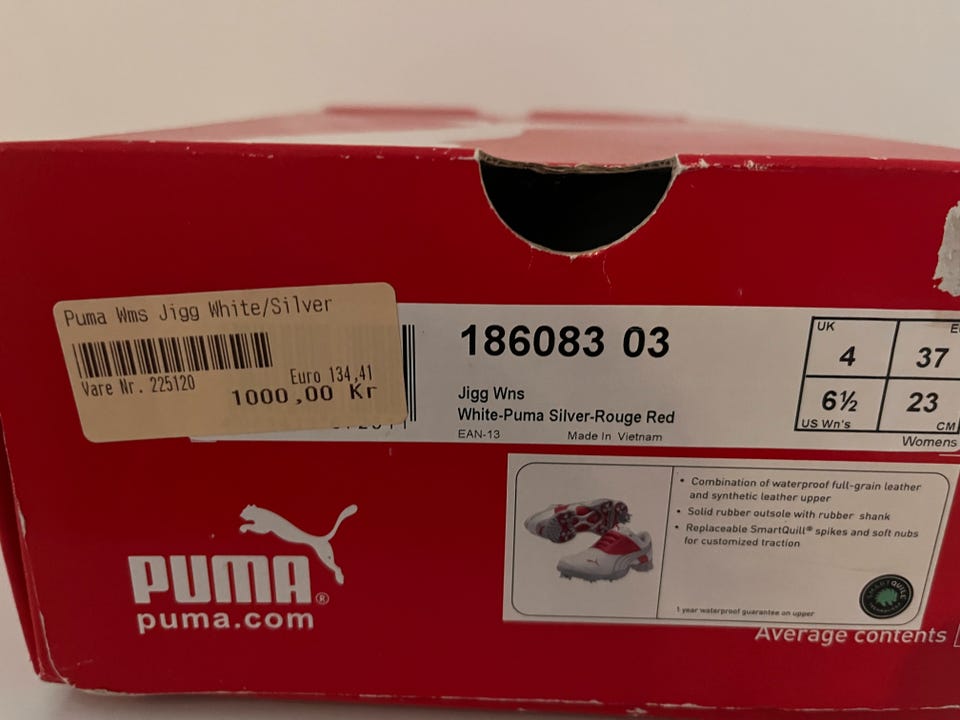 Puma Wms Jigg White/Silver
Vare Nr. 225120
Euro 134,41
1000,00 Kr
186083 03
Jigg Wns
White-Puma Silver-Rouge Red
EAN-13 Made In Vietnam
UK
4
37
6½
US Wn's
23
CM
Womens
• Combination of waterproof full-grain leather
and synthetic leather upper
• Solid rubber outsole with rubber shank
• Replaceable SmartQuill® spikes and soft nubs
for customized traction
1 year waterproof guarantee on upper
SMARTQUILL
TECHNOLOGY
PUMA®
puma.com
Average contents